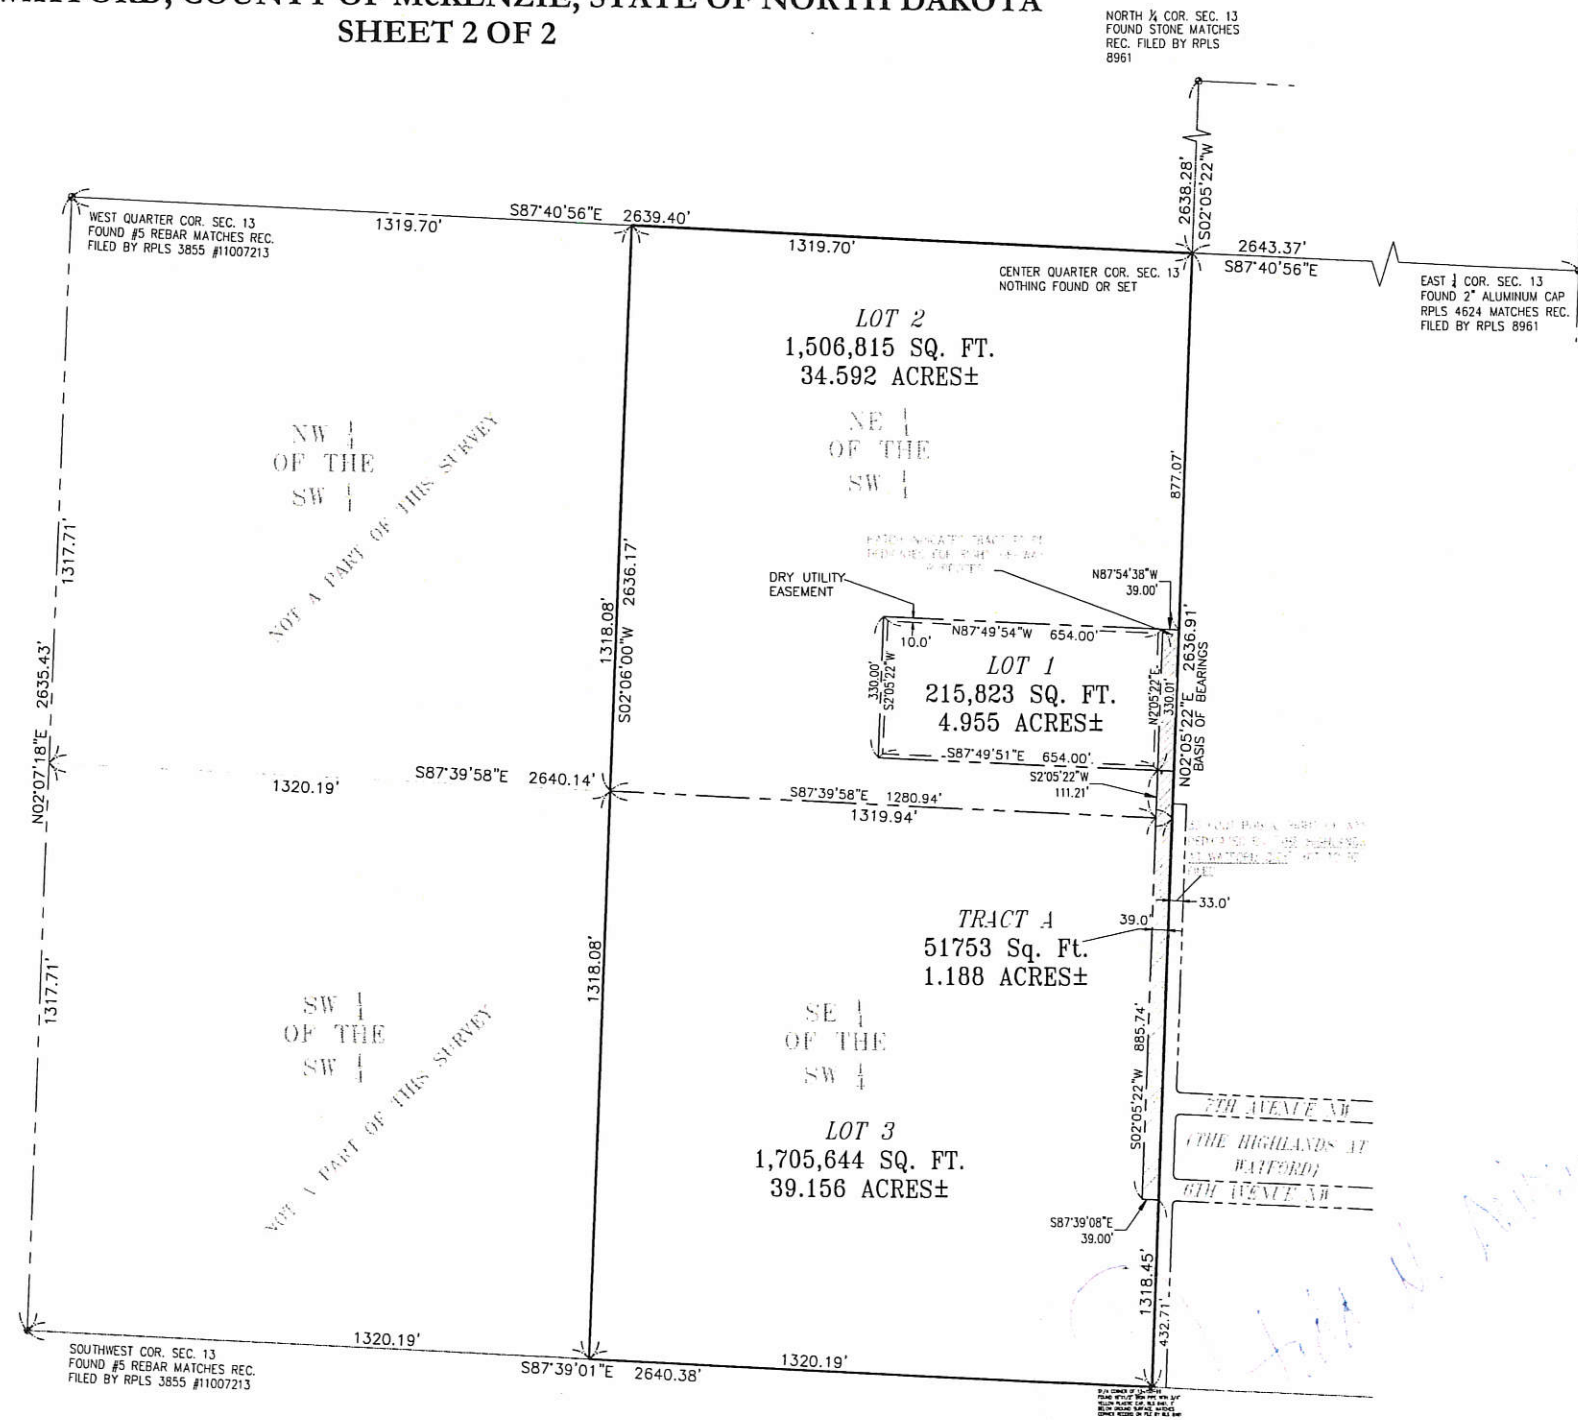 COUNTY OF McKENZIE, STATE OF NORTH DAKOTA
SHEET 2 OF 2
NORTH ¼ COR. SEC. 13
FOUND STONE MATCHES
REC. FILED BY RPLS
8961
2638.28'
S02°05'22"W
WEST QUARTER COR. SEC. 13
FOUND #5 REBAR MATCHES REC.
FILED BY RPLS 3855 #11007213
1319.70'
S87°40'56"E 2639.40'
1319.70'
CENTER QUARTER COR. SEC. 13
NOTHING FOUND OR SET
2643.37'
S87°40'56"E
EAST ¼ COR. SEC. 13
FOUND 2" ALUMINUM CAP
RPLS 4624 MATCHES REC.
FILED BY RPLS 8961
LOT 2
1,506,815 SQ. FT.
34.592 ACRES±
NW ¼
OF THE
SW ¼
NOT A PART OF THIS SURVEY
NE ¼
OF THE
SW ¼
877.07'
1317.71'
N02°07'18"E 2635.43'
1318.08'
S02°06'00"W 2636.17'
DRY UTILITY
EASEMENT
N87°54'38"W
39.00'
10.0'
N87°49'54"W 654.00'
330.00'
S2°05'22"W
LOT 1
215,823 SQ. FT.
4.955 ACRES±
N2°05'22"E
330.01'
N02°05'22"E 2636.91'
BASIS OF BEARINGS
S87°49'51"E 654.00'
S2°05'22"W
111.21'
1320.19'
S87°39'58"E 2640.14'
S87°39'58"E 1280.94'
1319.94'
33.0'
39.0'
TRACT A
51753 Sq. Ft.
1.188 ACRES±
1317.71'
1318.08'
SW ¼
OF THE
SW ¼
NOT A PART OF THIS SURVEY
SE ¼
OF THE
SW ¼
S02°05'22"W 885.74'
7TH AVENUE NW
(THE HIGHLANDS AT
WATFORD)
6TH AVENUE NW
LOT 3
1,705,644 SQ. FT.
39.156 ACRES±
S87°39'08"E
39.00'
1318.45'
432.71'
SOUTHWEST COR. SEC. 13
FOUND #5 REBAR MATCHES REC.
FILED BY RPLS 3855 #11007213
1320.19'
S87°39'01"E 2640.38'
1320.19'